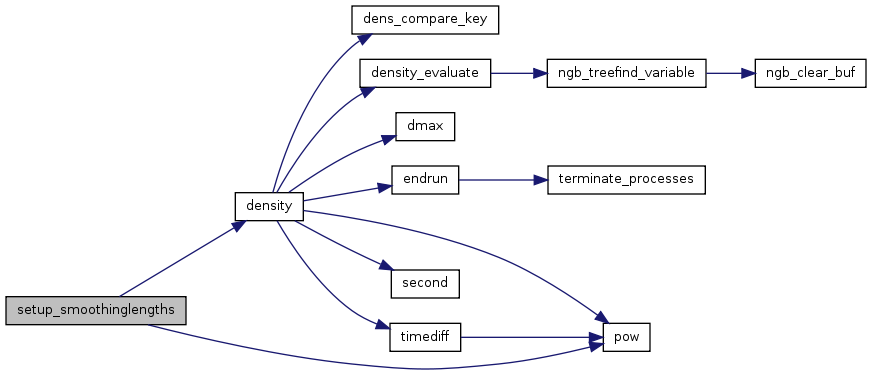 dens_compare_key
density_evaluate
ngb_treefind_variable
ngb_clear_buf
dmax
endrun
terminate_processes
density
second
setup_smoothinglengths
timediff
pow